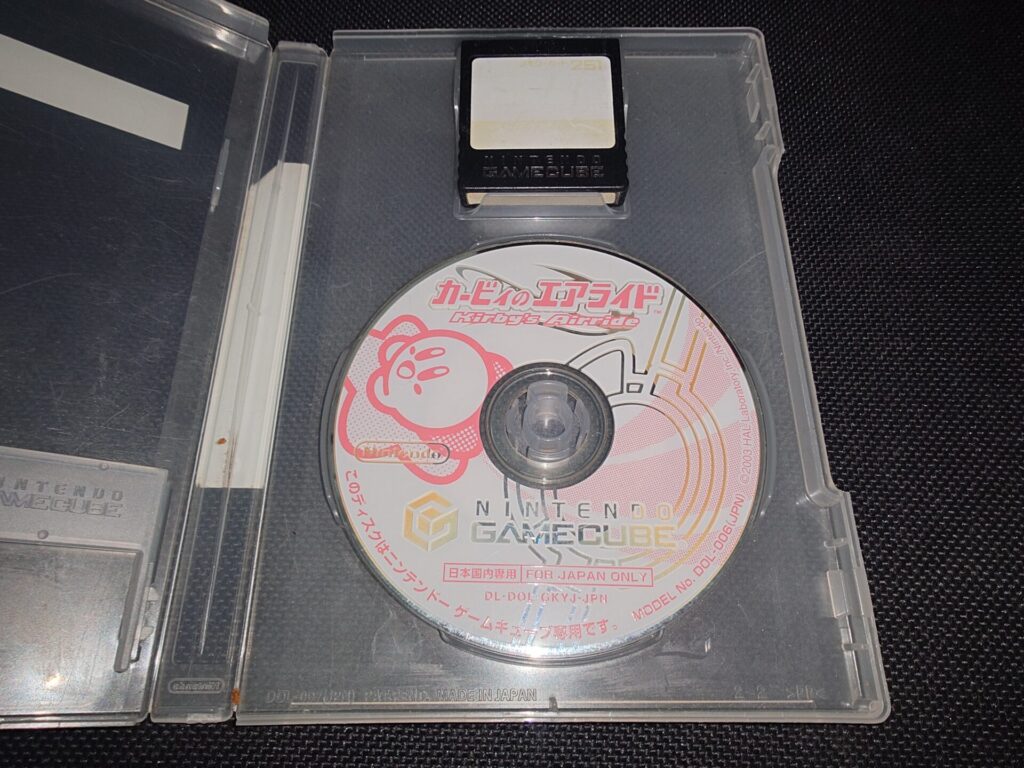 251
NINTENDO
GAMECUBE
カービィの エアライド™
Kirby's Airride
Nintendo
NINTENDO
GAMECUBE
日本国内専用 FOR JAPAN ONLY
DL-DOL-GKYJ-JPN
このディスクはニンテンドー ゲームキューブ専用です。
MODEL No. DOL-006(JPN)
©2003 HAL Laboratory, Inc.
NINTENDO
GAMECUBE
MADE IN JAPAN